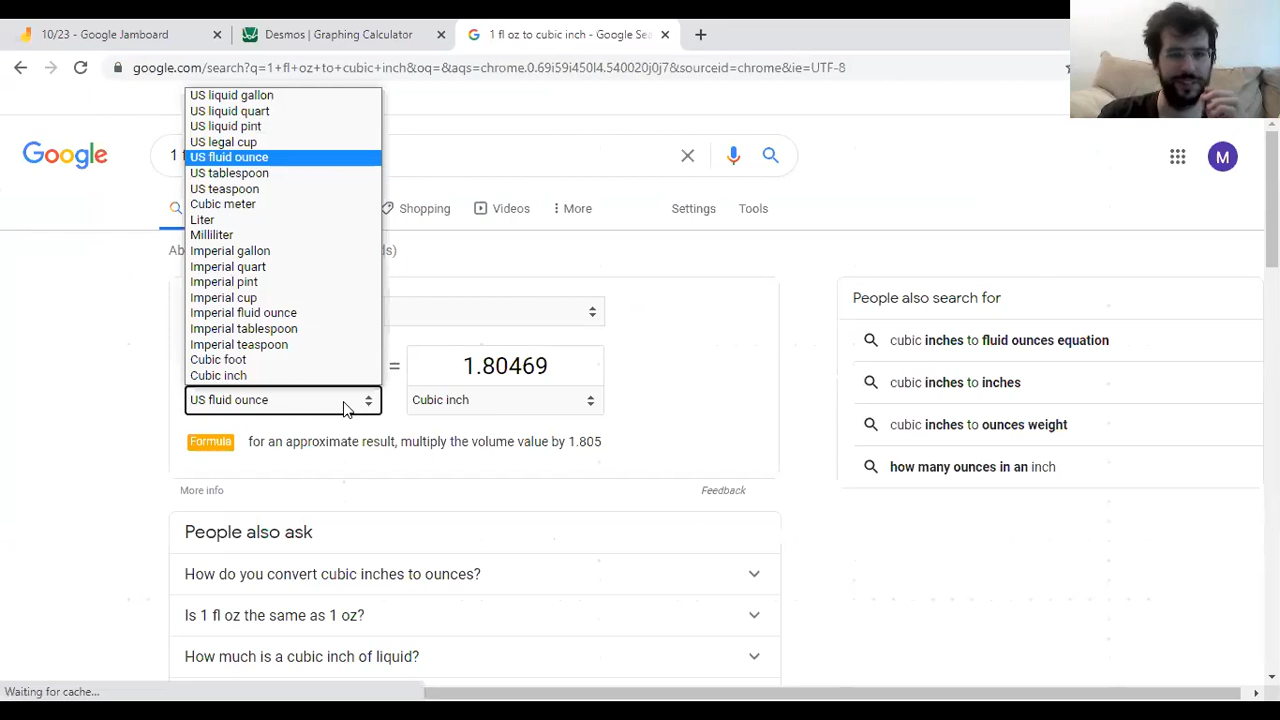 10/23 - Google Jamboard
Desmos | Graphing Calculator
1 fl oz to cubic inch - Google Sea
google.com/search?q=1+fl+oz+to+cubic+inch&oq=&aqs=chrome.0.69i59i450l4.540020j0j7&sourceid=chrome&ie=UTF-8
Google
1 f
M
Shopping
Videos
More
Settings
Tools
Ab
ds)
US liquid gallon
US liquid quart
US liquid pint
US legal cup
US fluid ounce
US tablespoon
US teaspoon
Cubic meter
Liter
Milliliter
Imperial gallon
Imperial quart
Imperial pint
Imperial cup
Imperial fluid ounce
Imperial tablespoon
Imperial teaspoon
Cubic foot
Cubic inch
= 1.80469
US fluid ounce
Cubic inch
Formula for an approximate result, multiply the volume value by 1.805
More info
Feedback
People also ask
How do you convert cubic inches to ounces?
Is 1 fl oz the same as 1 oz?
How much is a cubic inch of liquid?
People also search for
cubic inches to fluid ounces equation
cubic inches to inches
cubic inches to ounces weight
how many ounces in an inch
Waiting for cache...